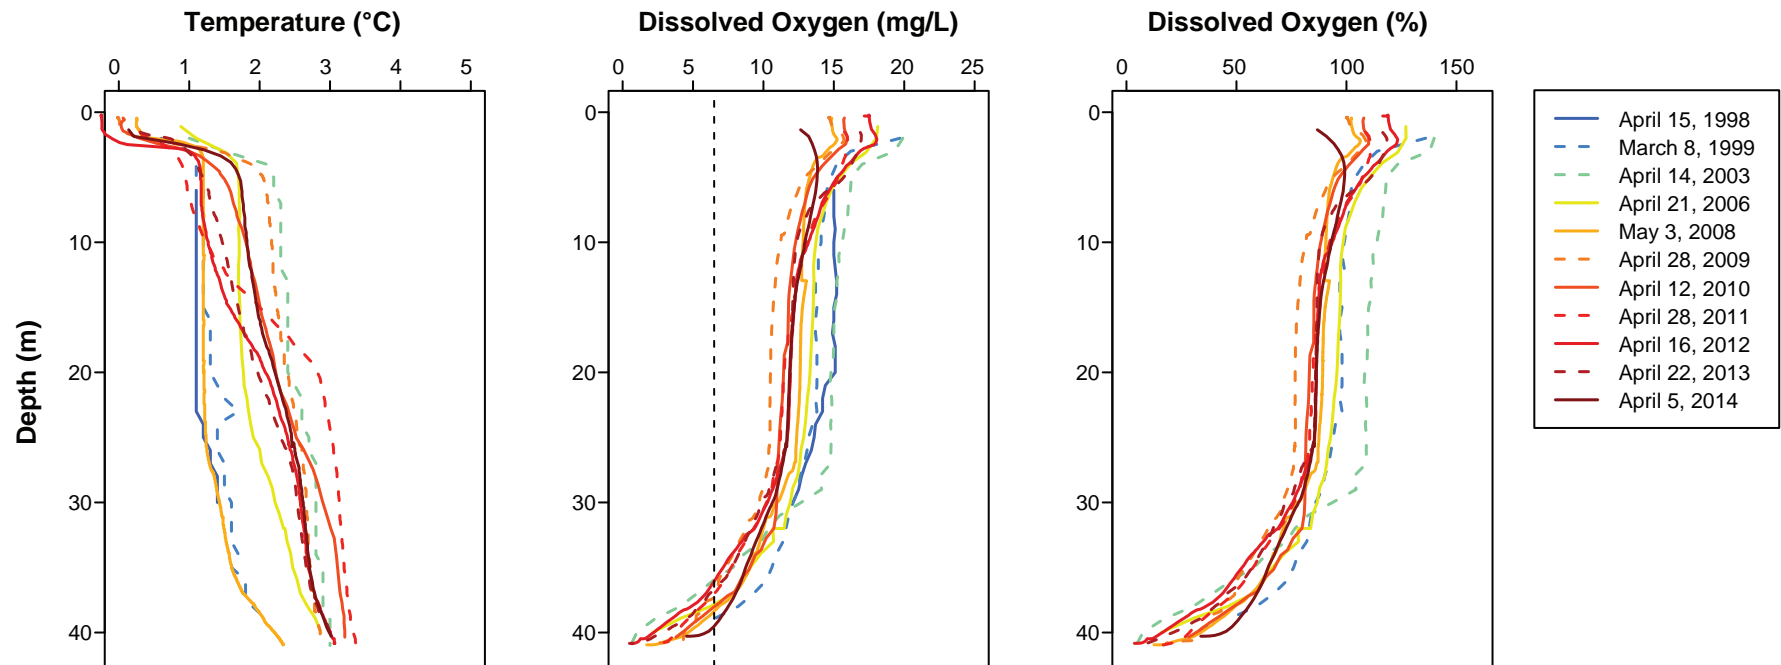 Temperature (°C) Dissolved Oxygen (mg/L) Dissolved Oxygen (%)
0 1 2 3 4 5 0 5 10 15 20 25 0 50 100 150
0 0 0
10 10 10
20 20 20
30 30 30
40 40 40
Depth (m)
April 15, 1998
March 8, 1999
April 14, 2003
April 21, 2006
May 3, 2008
April 28, 2009
April 12, 2010
April 28, 2011
April 16, 2012
April 22, 2013
April 5, 2014